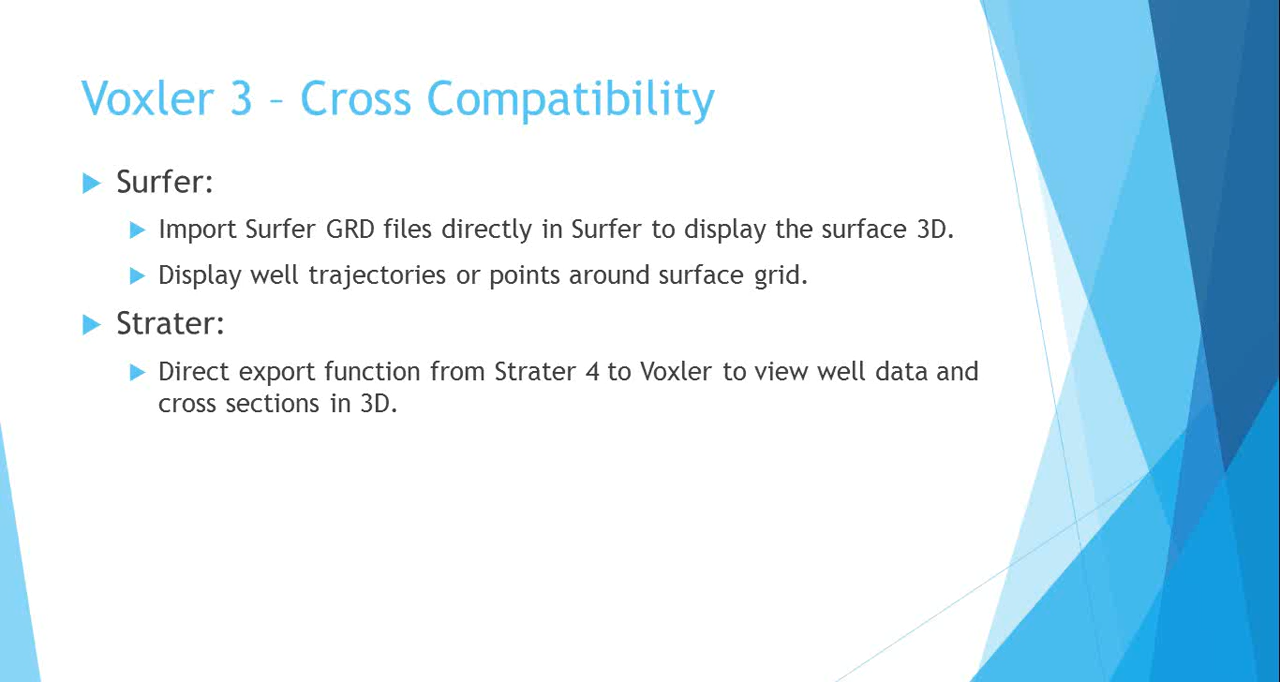 Voxler 3 – Cross Compatibility
Surfer:
Import Surfer GRD files directly in Surfer to display the surface 3D.
Display well trajectories or points around surface grid.
Strater:
Direct export function from Strater 4 to Voxler to view well data and
cross sections in 3D.